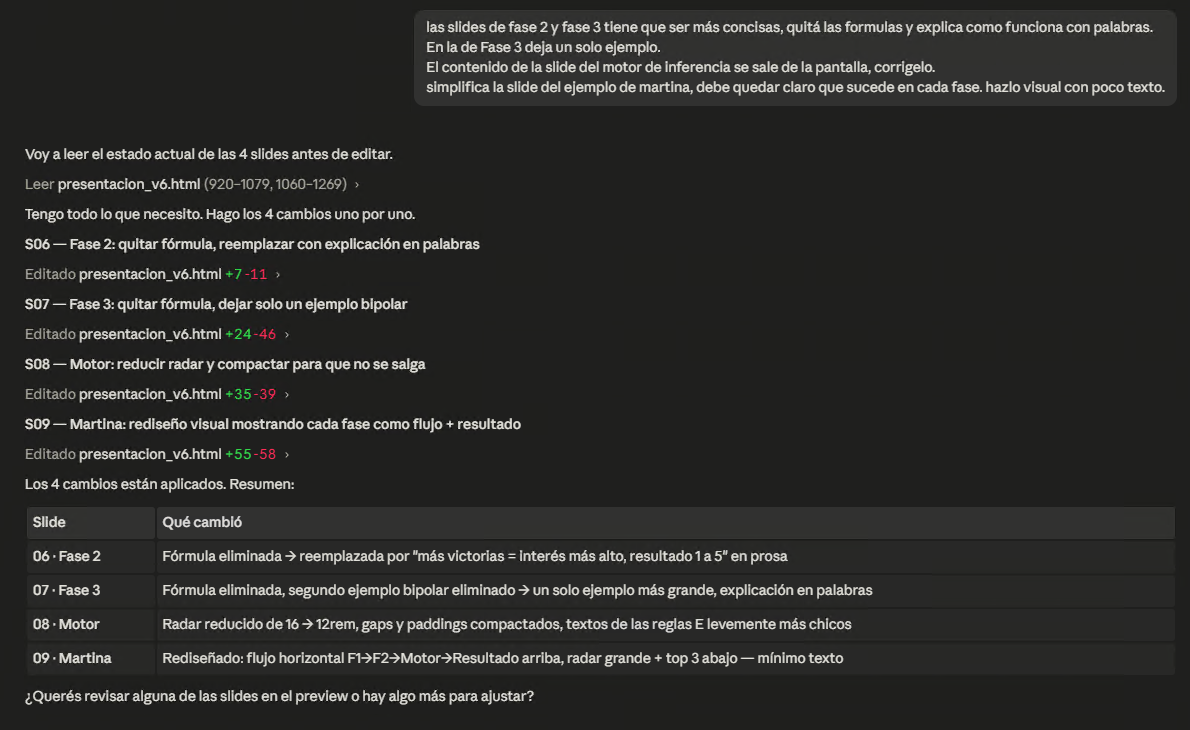 las slides de fase 2 y fase 3 tiene que ser más concisas, quitá las formulas y explica como funciona con palabras.
En la de Fase 3 deja un solo ejemplo.
El contenido de la slide del motor de inferencia se sale de la pantalla, corrigelo.
simplifica la slide del ejemplo de martina, debe quedar claro que sucede en cada fase. hazlo visual con poco texto.
Voy a leer el estado actual de las 4 slides antes de editar.
Leer presentacion_v6.html (920–1079, 1060–1269) ›
Tengo todo lo que necesito. Hago los 4 cambios uno por uno.
S06 — Fase 2: quitar fórmula, reemplazar con explicación en palabras
Editado presentacion_v6.html +7 -11 ›
S07 — Fase 3: quitar fórmula, dejar solo un ejemplo bipolar
Editado presentacion_v6.html +24 -46 ›
S08 — Motor: reducir radar y compactar para que no se salga
Editado presentacion_v6.html +35 -39 ›
S09 — Martina: rediseño visual mostrando cada fase como flujo + resultado
Editado presentacion_v6.html +55 -58 ›
Los 4 cambios están aplicados. Resumen:
Slide Qué cambió
06 · Fase 2 Fórmula eliminada → reemplazada por "más victorias = interés más alto, resultado 1 a 5" en prosa
07 · Fase 3 Fórmula eliminada, segundo ejemplo bipolar eliminado → un solo ejemplo más grande, explicación en palabras
08 · Motor Radar reducido de 16 → 12rem, gaps y paddings compactados, textos de las reglas E levemente más chicos
09 · Martina Rediseñado: flujo horizontal F1→F2→Motor→Resultado arriba, radar grande + top 3 abajo — mínimo texto
¿Querés revisar alguna de las slides en el preview o hay algo más para ajustar?